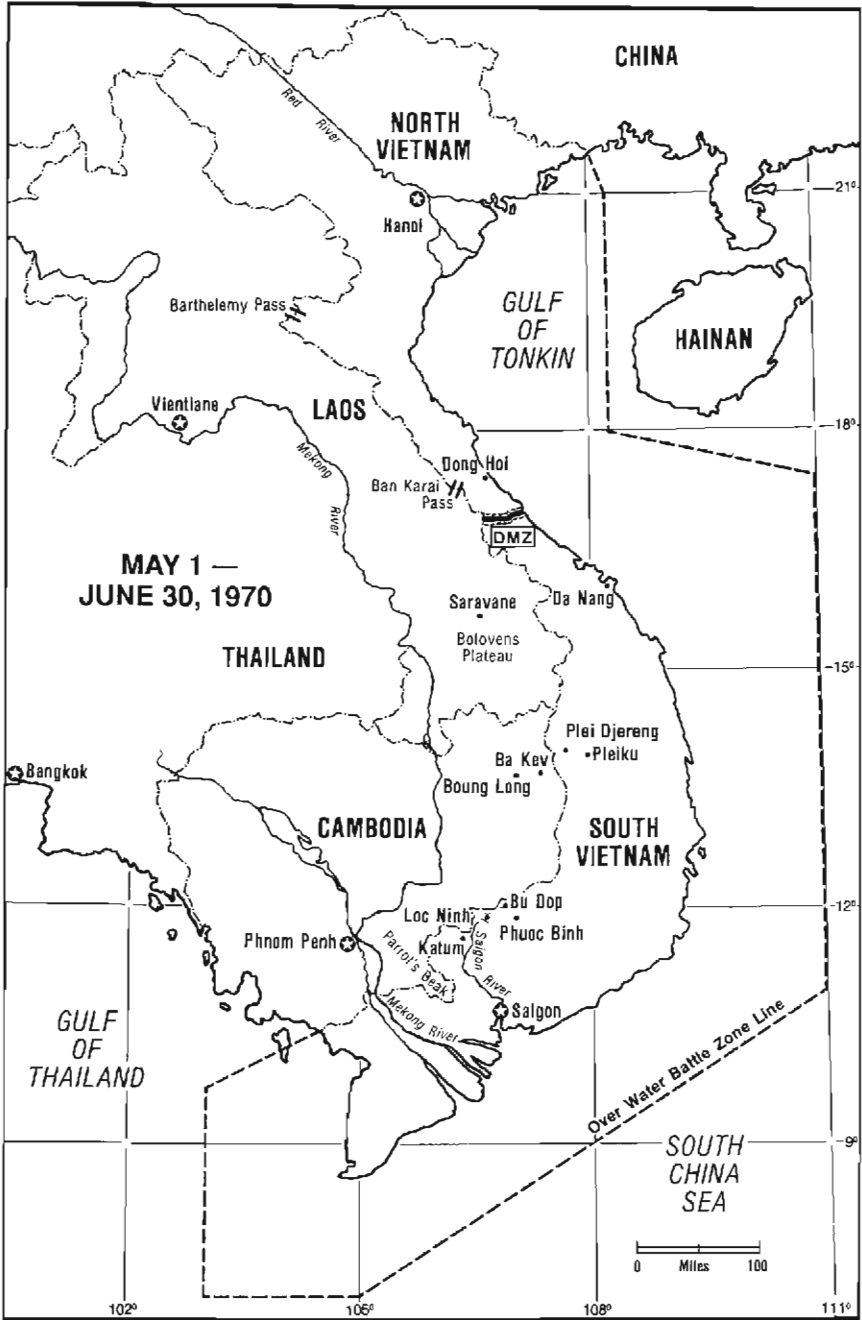 CHINA
Red
River
NORTH
VIETNAM
21°
Hanoi
Barthelemy Pass
GULF
OF
TONKIN
HAINAN
Vientiane
LAOS
18°
Mekong
River
Dong Hoi
Ban Karai
Pass
DMZ
MAY 1 —
JUNE 30, 1970
Saravane
Da Nang
Bolovens
Plateau
THAILAND
15°
Plei Djereng
Pleiku
Ba Kev
Boung Long
Bangkok
CAMBODIA
SOUTH
VIETNAM
12°
Bu Dop
Loc Ninh
Phuoc Binh
Phnom Penh
Katum
Parrot's Beak
Saigon
River
Saigon
Mekong River
GULF
OF
THAILAND
Over Water Battle Zone Line
9°
SOUTH
CHINA
SEA
0 Miles 100
102° 105° 108° 111°